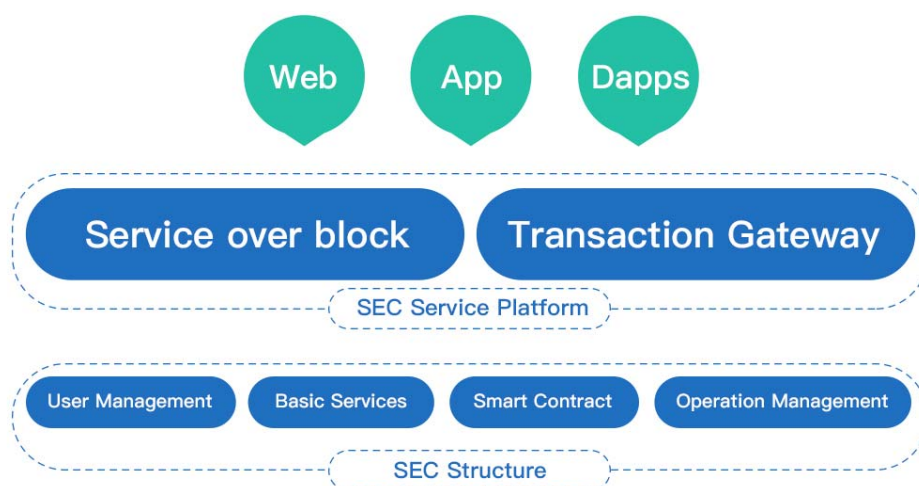 Web
App
Dapps
Service over block
Transaction Gateway
SEC Service Platform
User Management
Basic Services
Smart Contract
Operation Management
SEC Structure